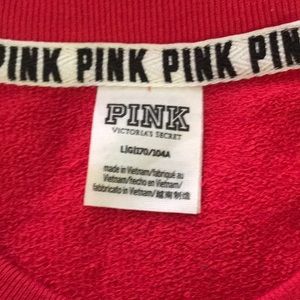 PINK PINK PINK PIN
PINK
VICTORIA'S SECRET
L|G|170/104A
made in Vietnam/fabriqué au
Vietnam/hecho en Vietnam/
fabbricato in Vietnam/越南制造